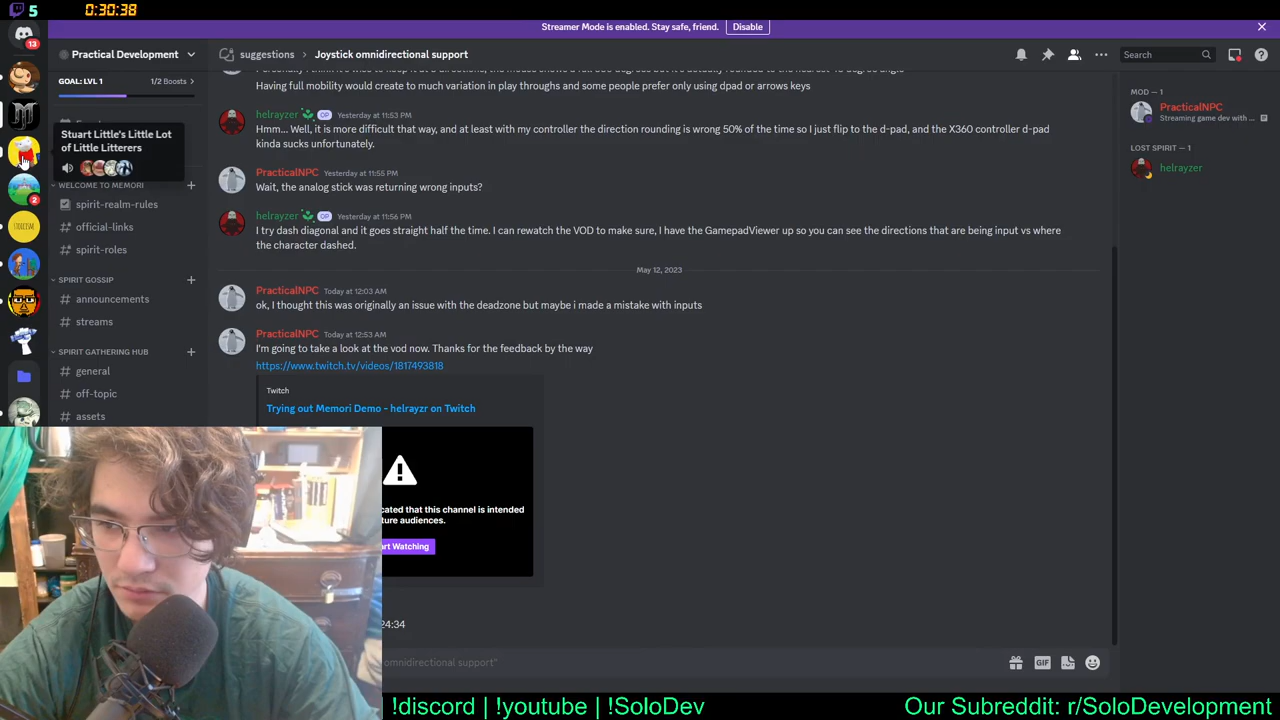 5 0:30:38
Streamer Mode is enabled. Stay safe, friend. Disable
13
Practical Development
suggestions > Joystick omnidirectional support
Search
GOAL: LVL 1 1/2 Boosts >
Having full mobility would create to much variation in play throughs and some people prefer only using dpad or arrows keys
MOD — 1
PracticalNPC
Streaming game dev with ...
LOST SPIRIT — 1
helrayzer
Stuart Little's Little Lot
of Little Litterers
helrayzer OP Yesterday at 11:53 PM
Hmm... Well, it is more difficult that way, and at least with my controller the direction rounding is wrong 50% of the time so I just flip to the d-pad, and the X360 controller d-pad
kinda sucks unfortunately.
PracticalNPC Yesterday at 11:55 PM
Wait, the analog stick was returning wrong inputs?
helrayzer OP Yesterday at 11:56 PM
I try dash diagonal and it goes straight half the time. I can rewatch the VOD to make sure, I have the GamepadViewer up so you can see the directions that are being input vs where
the character dashed.
WELCOME TO MEMORI
2
spirit-realm-rules
official-links
spirit-roles
May 12, 2023
SPIRIT GOSSIP
announcements
streams
PracticalNPC Today at 12:03 AM
ok, I thought this was originally an issue with the deadzone but maybe i made a mistake with inputs
PracticalNPC Today at 12:53 AM
I'm going to take a look at the vod now. Thanks for the feedback by the way
https://www.twitch.tv/videos/1817493818
SPIRIT GATHERING HUB
general
off-topic
assets
Twitch
Trying out Memori Demo - helrayzr on Twitch
cated that this channel is intended
ture audiences.
art Watching
24:34
omnidirectional support"
GIF
!discord | !youtube | !SoloDev
Our Subreddit: r/SoloDevelopment